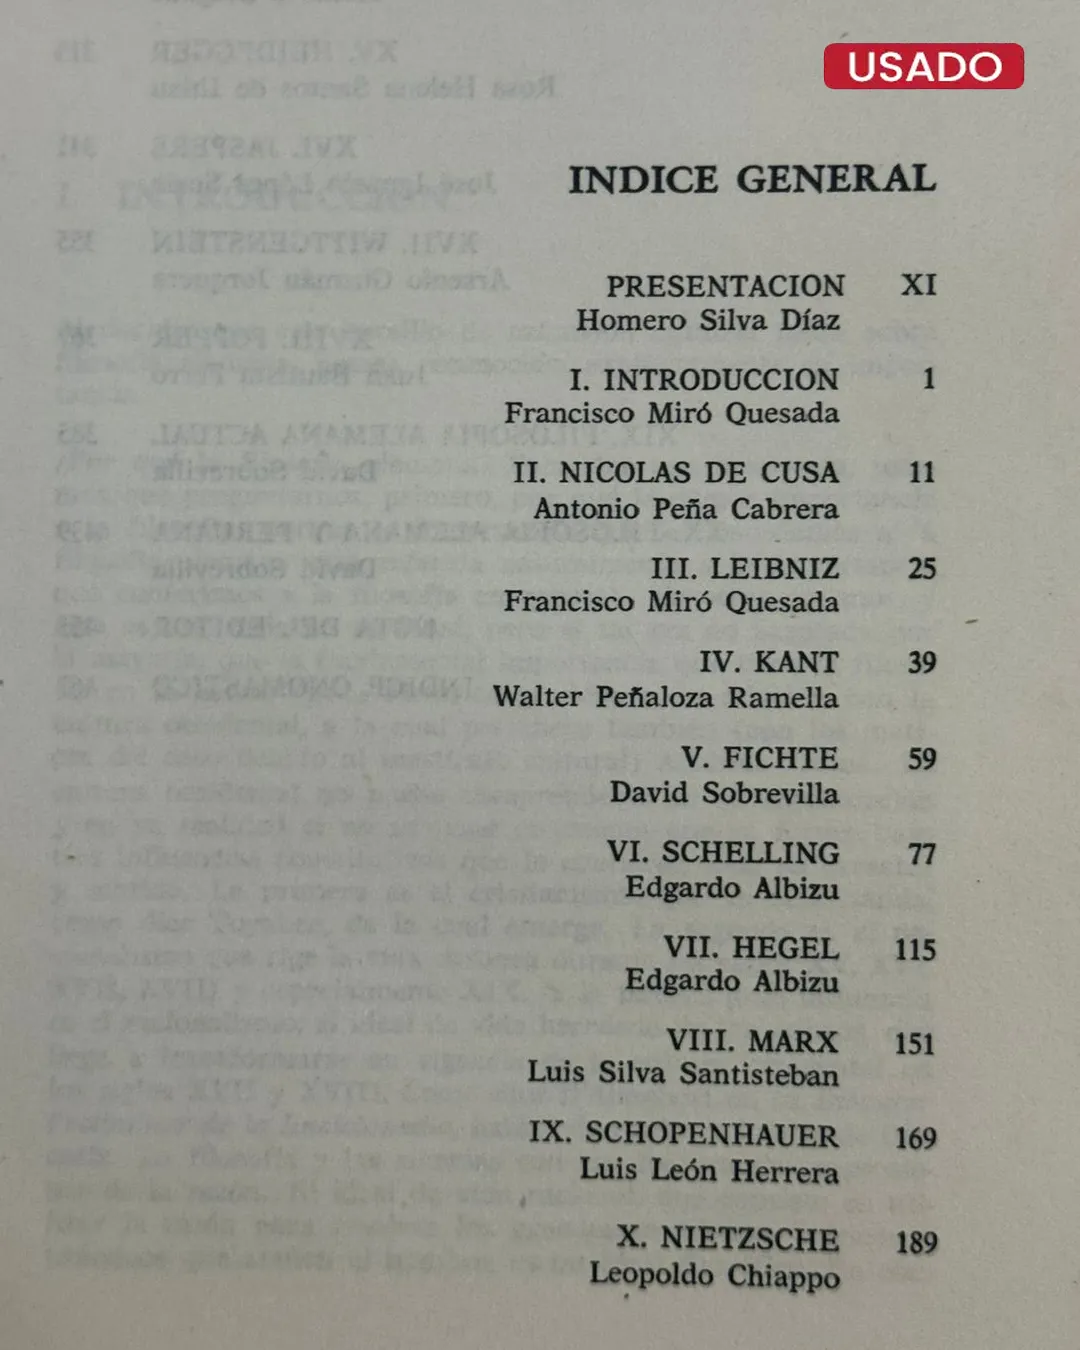 USADO
INDICE GENERAL
PRESENTACION XI
Homero Silva Díaz
I. INTRODUCCION 1
Francisco Miró Quesada
II. NICOLAS DE CUSA 11
Antonio Peña Cabrera
III. LEIBNIZ 25
Francisco Miró Quesada
IV. KANT 39
Walter Peñaloza Ramella
V. FICHTE 59
David Sobrevilla
VI. SCHELLING 77
Edgardo Albizu
VII. HEGEL 115
Edgardo Albizu
VIII. MARX 151
Luis Silva Santisteban
IX. SCHOPENHAUER 169
Luis León Herrera
X. NIETZSCHE 189
Leopoldo Chiappo